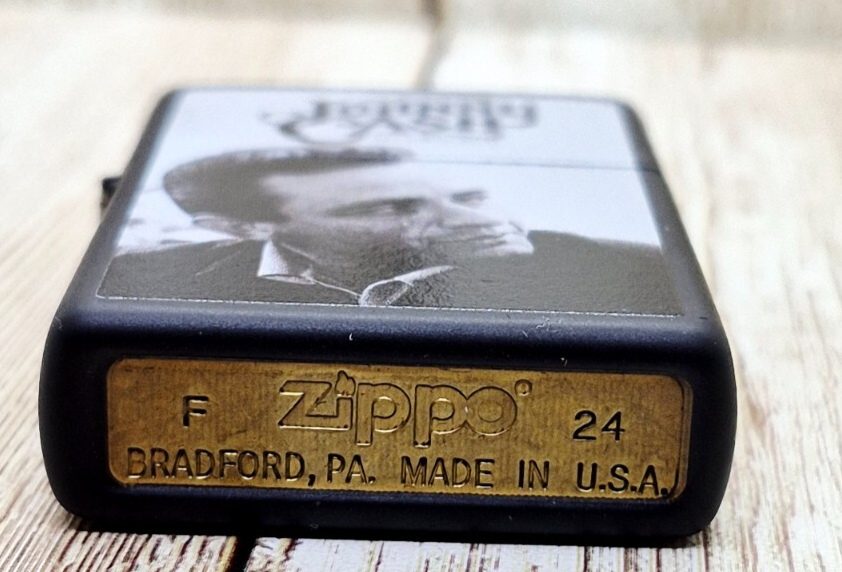 Johnny
CASH
F Zippo® 24
BRADFORD, PA. MADE IN U.S.A.